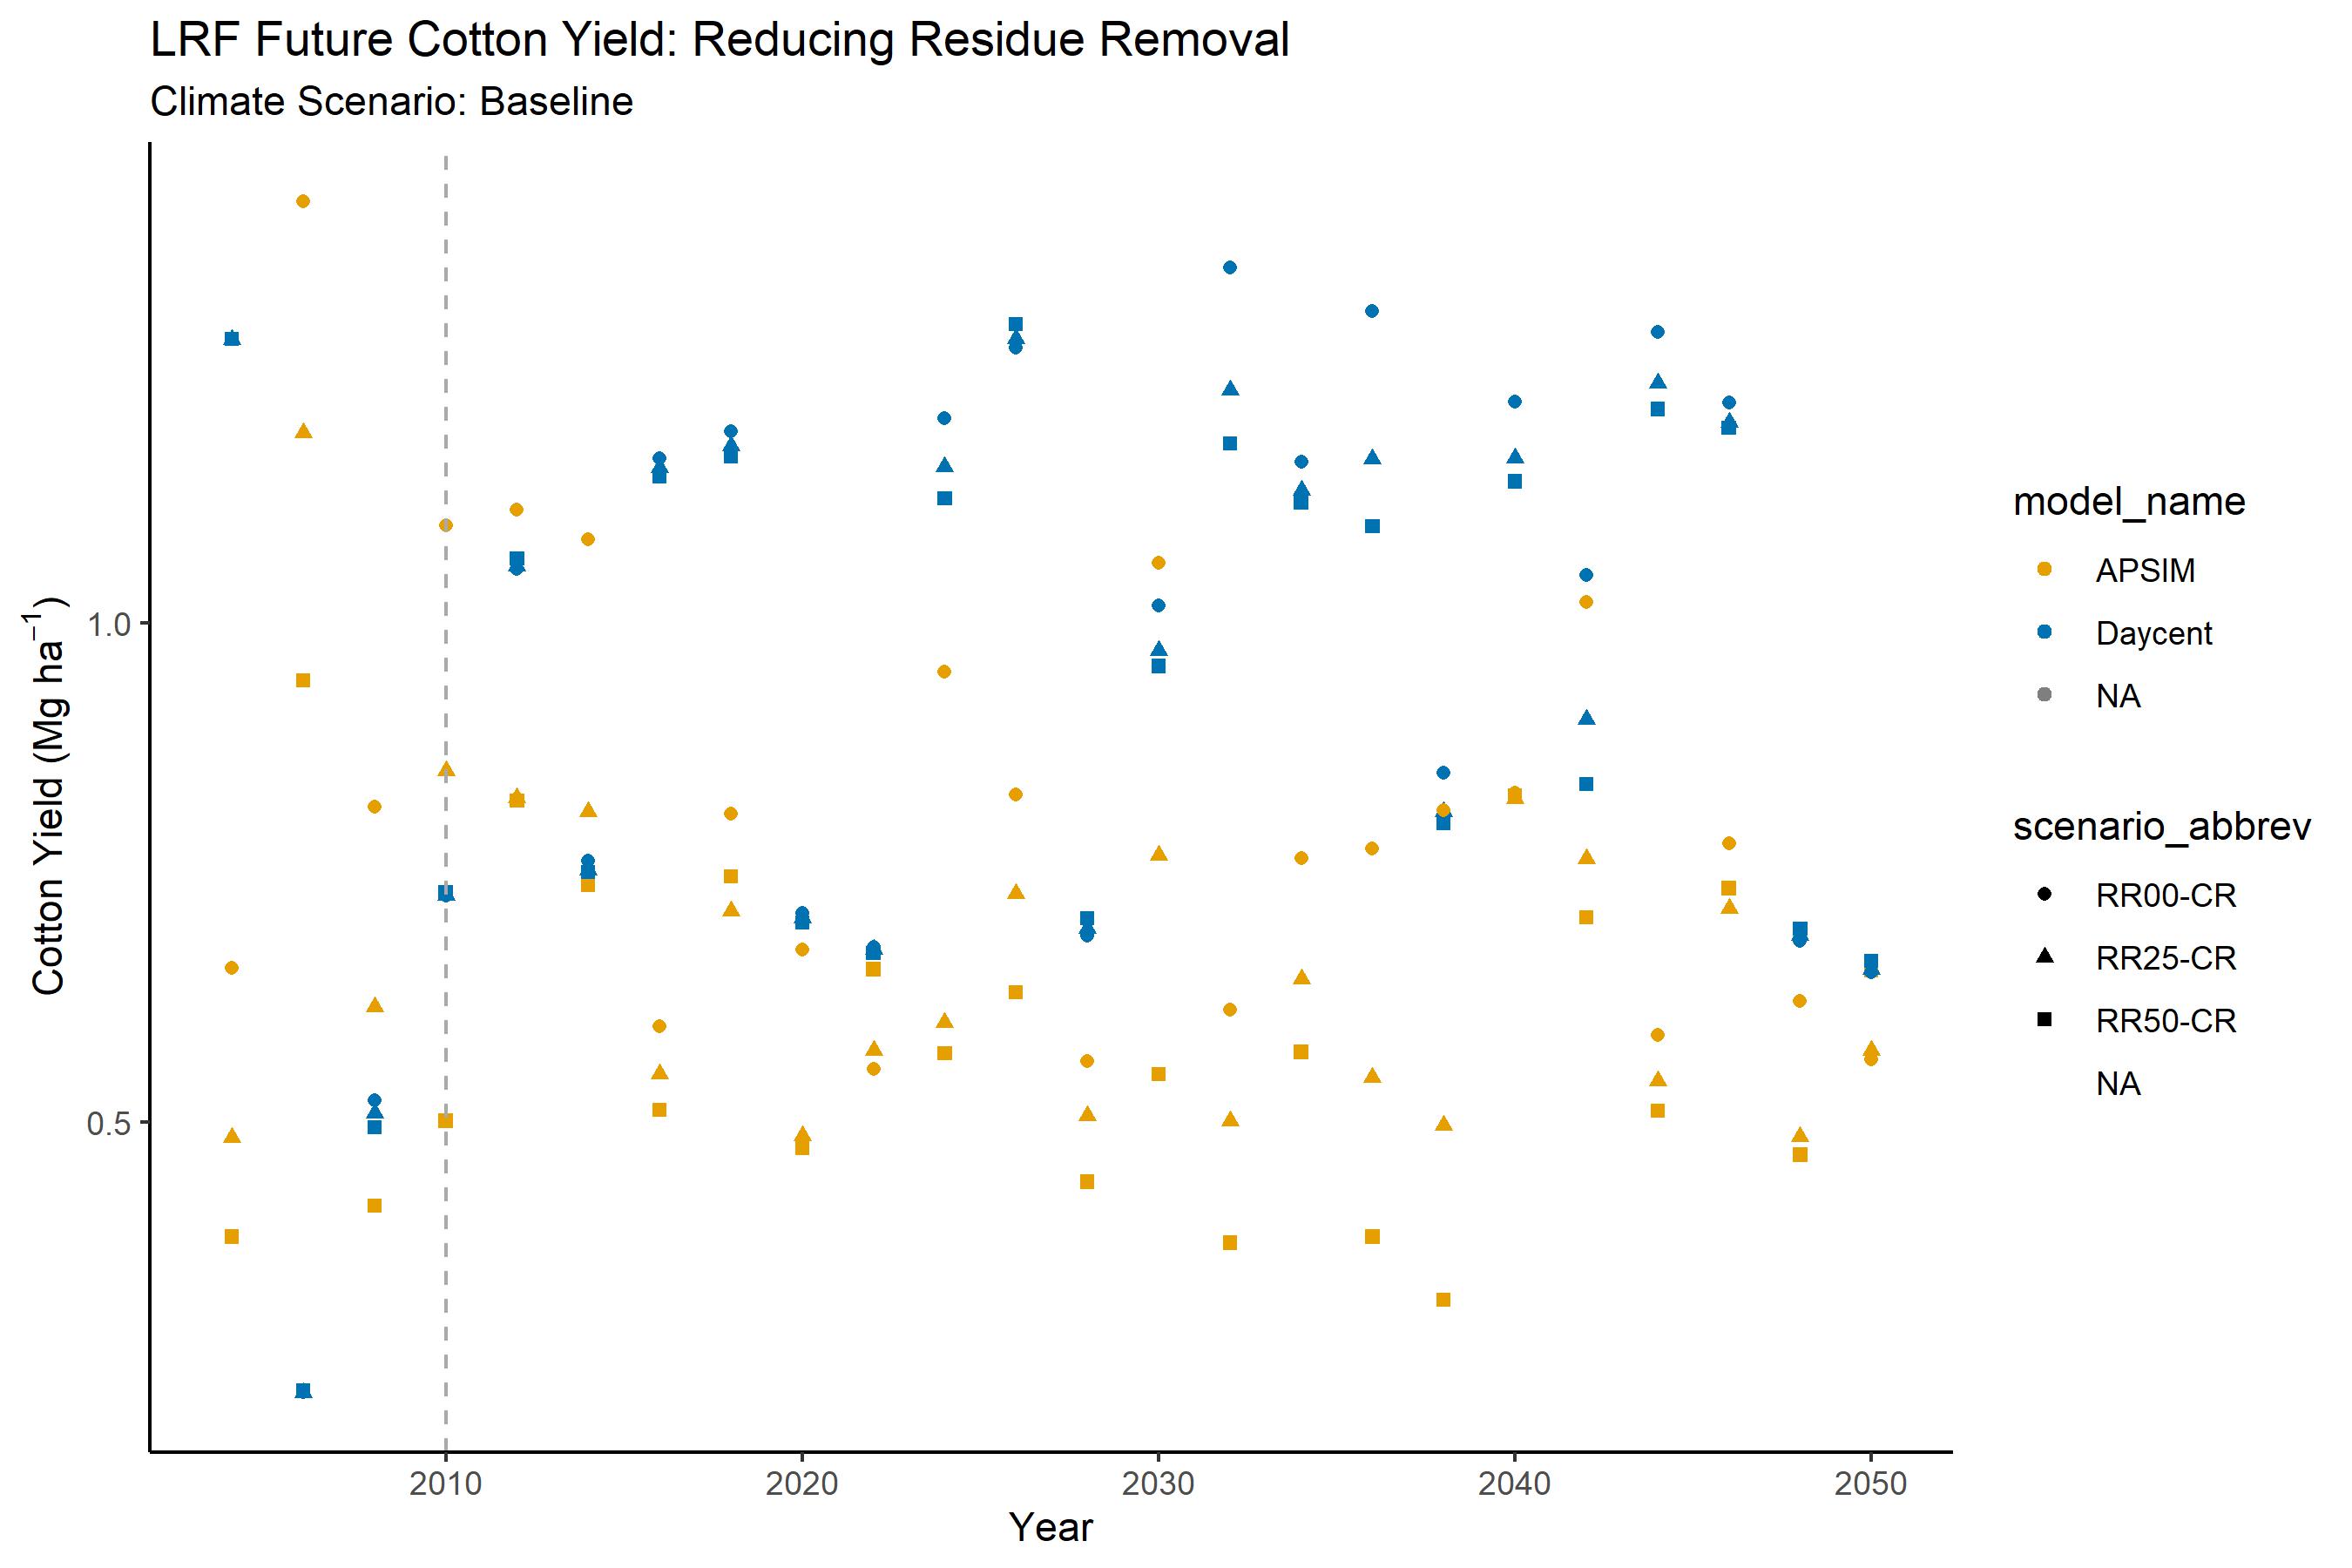 LRF Future Cotton Yield: Reducing Residue Removal
Climate Scenario: Baseline
Cotton Yield (Mg ha⁻¹)
1.0
0.5
2010 2020 2030 2040 2050
Year
model_name
APSIM
Daycent
NA
scenario_abbrev
RR00-CR
RR25-CR
RR50-CR
NA